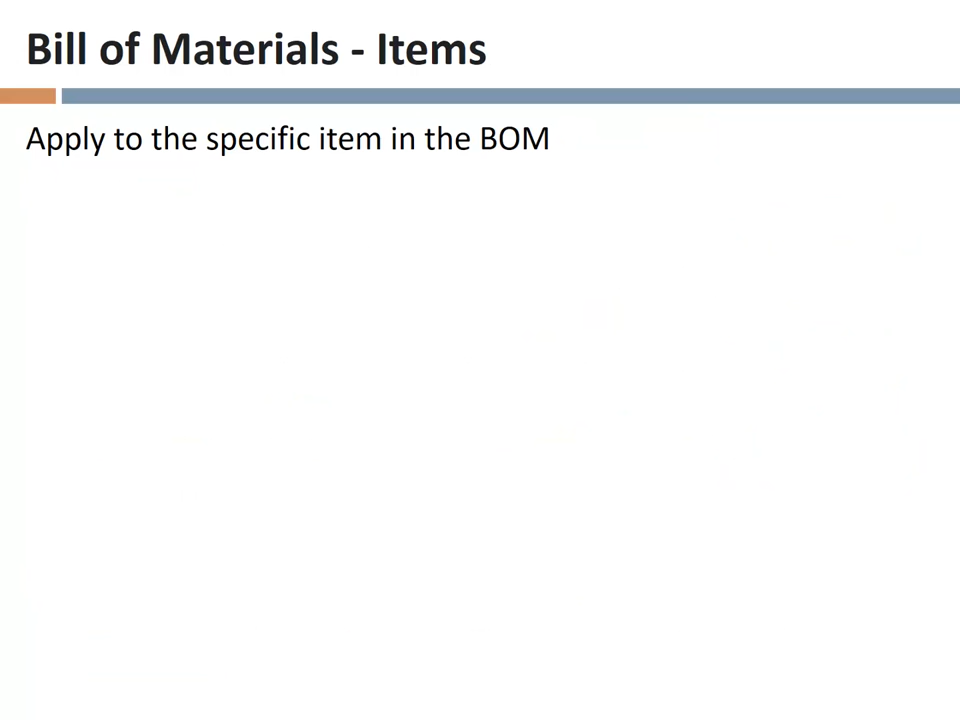 Bill of Materials - Items
Apply to the specific item in the BOM